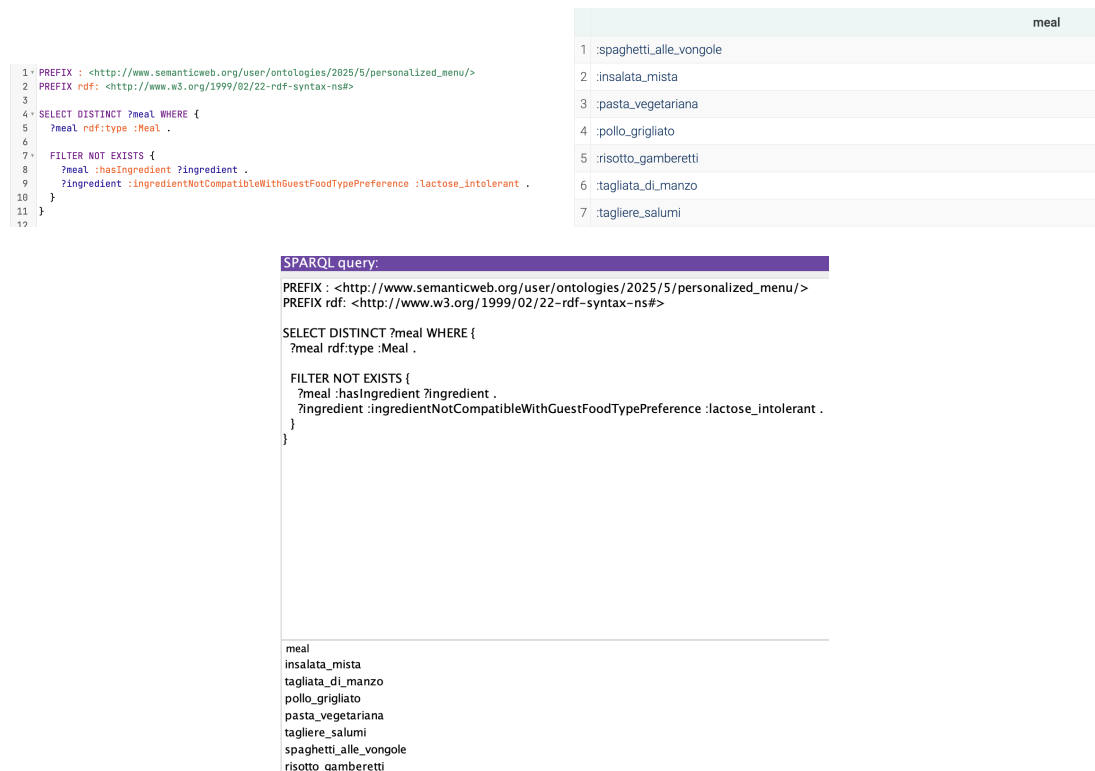 1 PREFIX : <http://www.semanticweb.org/user/ontologies/2025/5/personalized_menu/>
2 PREFIX rdf: <http://www.w3.org/1999/02/22-rdf-syntax-ns#>
3
4 SELECT DISTINCT ?meal WHERE {
5 ?meal rdf:type :Meal .
6
7 FILTER NOT EXISTS {
8 ?meal :hasIngredient ?ingredient .
9 ?ingredient :ingredientNotCompatibleWithGuestFoodTypePreference :lactose_intolerant .
10 }
11 }
12
meal
1 :spaghetti_alle_vongole
2 :insalata_mista
3 :pasta_vegetariana
4 :pollo_grigliato
5 :risotto_gamberetti
6 :tagliata_di_manzo
7 :tagliere_salumi
SPARQL query:
PREFIX : <http://www.semanticweb.org/user/ontologies/2025/5/personalized_menu/>
PREFIX rdf: <http://www.w3.org/1999/02/22-rdf-syntax-ns#>
SELECT DISTINCT ?meal WHERE {
?meal rdf:type :Meal .
FILTER NOT EXISTS {
?meal :hasIngredient ?ingredient .
?ingredient :ingredientNotCompatibleWithGuestFoodTypePreference :lactose_intolerant .
}
}
meal
insalata_mista
tagliata_di_manzo
pollo_grigliato
pasta_vegetariana
tagliere_salumi
spaghetti_alle_vongole
risotto_gamberetti